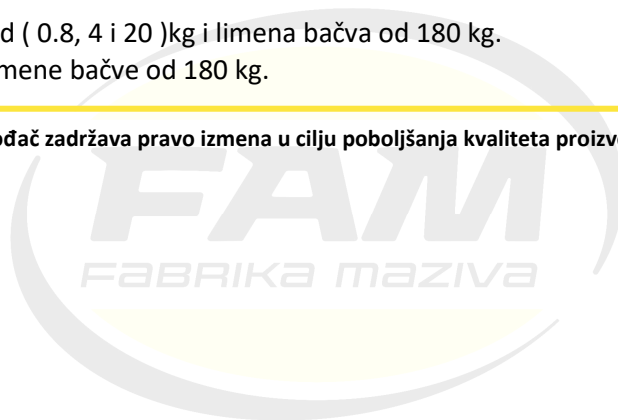 d ( 0.8, 4 i 20 )kg i limena bačva od 180 kg.
mene bačve od 180 kg.
ođač zadržava pravo izmena u cilju poboljšanja kvaliteta proizv
FAM
FABRIKA MAZIVA